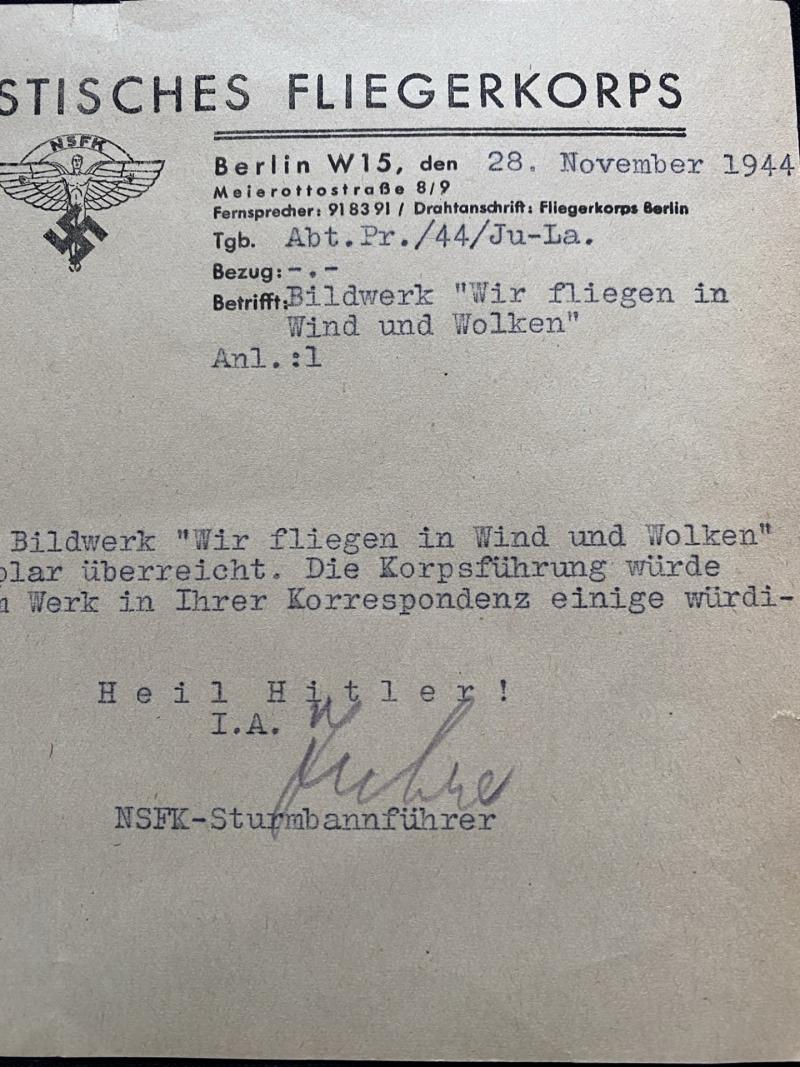 STISCHES FLIEGERKORPS
NSFK
Berlin W15, den 28. November 1944
Meierottostraße 8/9
Fernsprecher: 91 83 91 / Drahtanschrift: Fliegerkorps Berlin
Tgb. Abt.Pr./44/Ju-La.
Bezug:-.-
Betrifft:Bildwerk "Wir fliegen in
Wind und Wolken"
Anl.:1
Bildwerk "Wir fliegen in Wind und Wolken"
plar überreicht. Die Korpsführung würde
Werk in Ihrer Korrespondenz einige würdi-
Heil Hitler!
I.A.
NSFK-Sturmbannführer